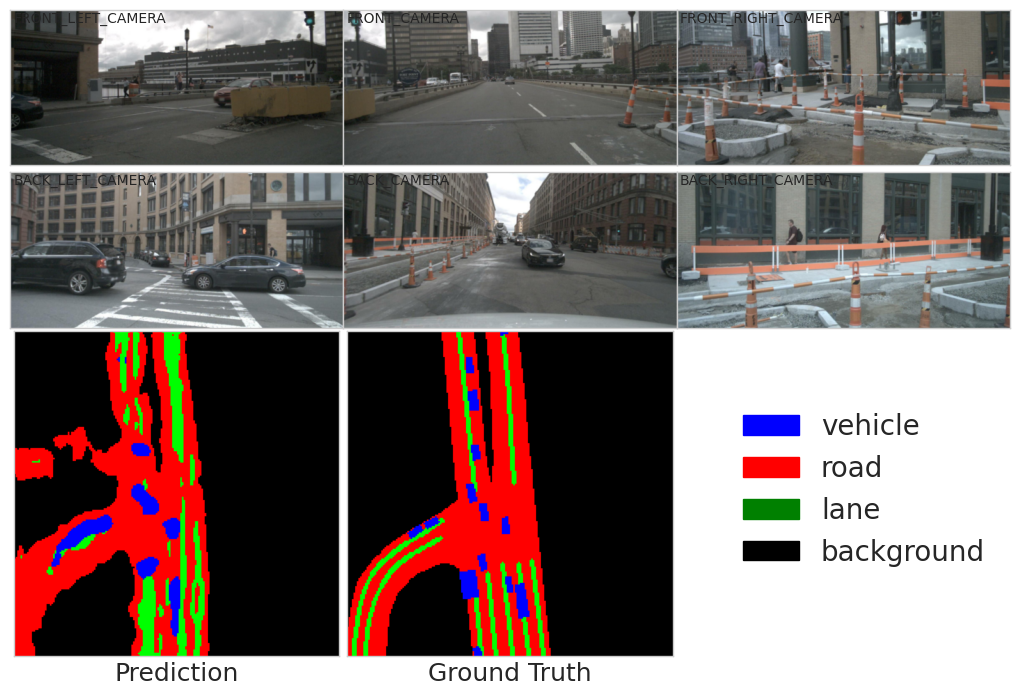 FRONT_LEFT_CAMERA
FRONT_CAMERA
FRONT_RIGHT_CAMERA
BACK_LEFT_CAMERA
BACK_CAMERA
BACK_RIGHT_CAMERA
vehicle
road
lane
background
Prediction
Ground Truth